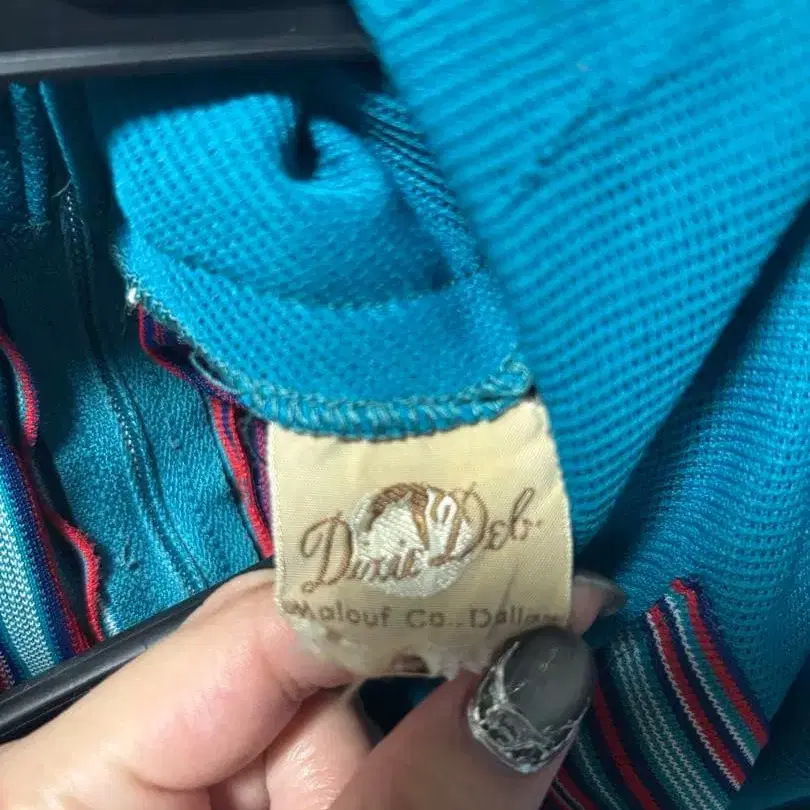 Dixie Deb
Malouf Co., Dallas